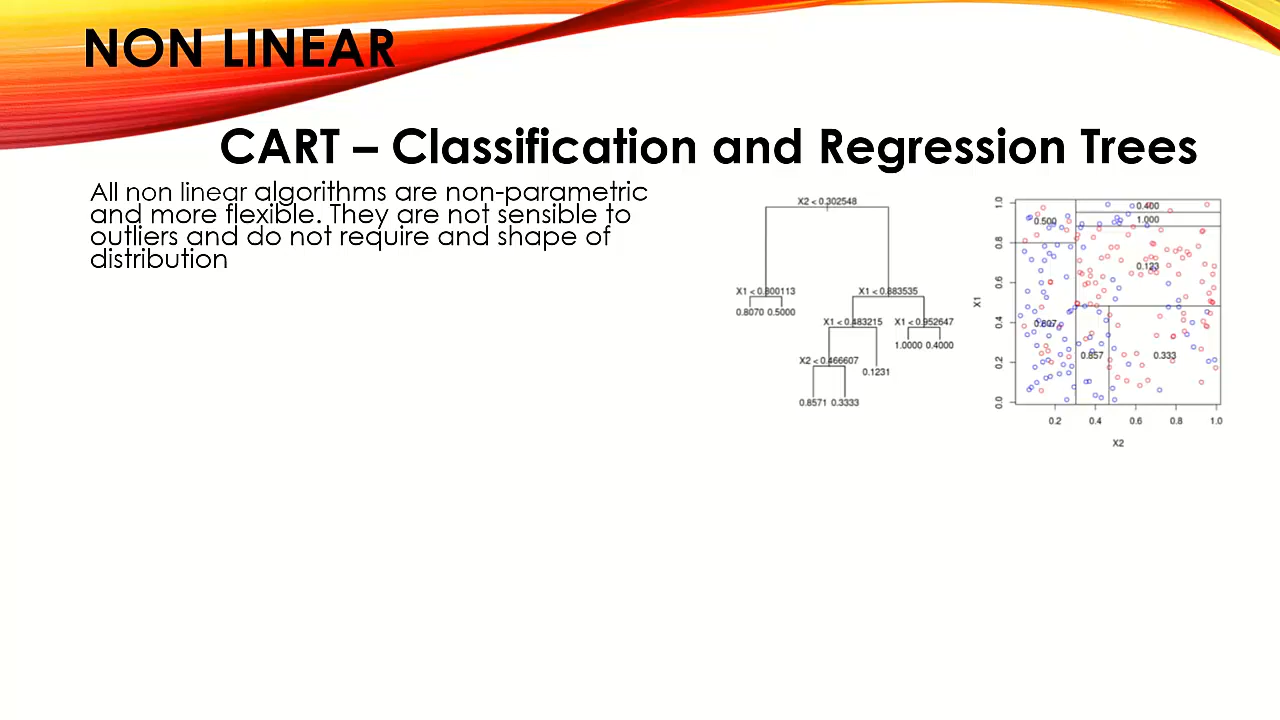 NON LINEAR
CART – Classification and Regression Trees
All non linear algorithms are non-parametric
and more flexible. They are not sensible to
outliers and do not require and shape of
distribution
X2 < 0.302548
X1 < 0.800113
X1 < 0.883535
0.8070 0.5000
X1 < 0.483215
X1 < 0.952647
1.0000 0.4000
X2 < 0.466607
0.1231
0.8571 0.3333
0.400
0.500
1.000
0.123
0.807
0.857
0.333
1.0
0.8
0.6
0.4
0.2
0.0
X1
0.2 0.4 0.6 0.8 1.0
X2